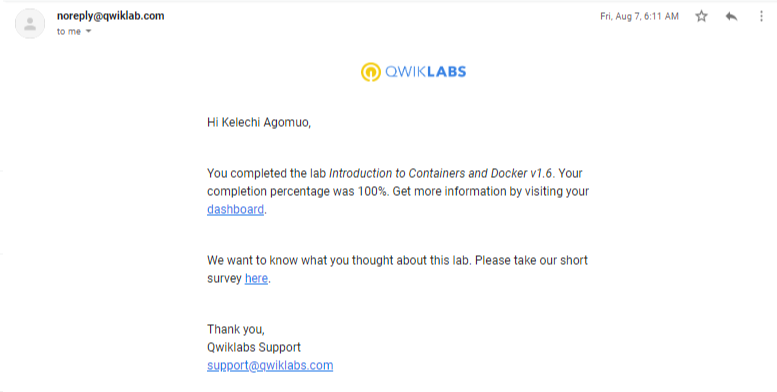 noreply@qwiklab.com
Fri, Aug 7, 6:11 AM
to me
QWIKLABS
Hi Kelechi Agomuo,
You completed the lab Introduction to Containers and Docker v1.6. Your
completion percentage was 100%. Get more information by visiting your
dashboard.
We want to know what you thought about this lab. Please take our short
survey here.
Thank you,
Qwiklabs Support
support@qwiklabs.com